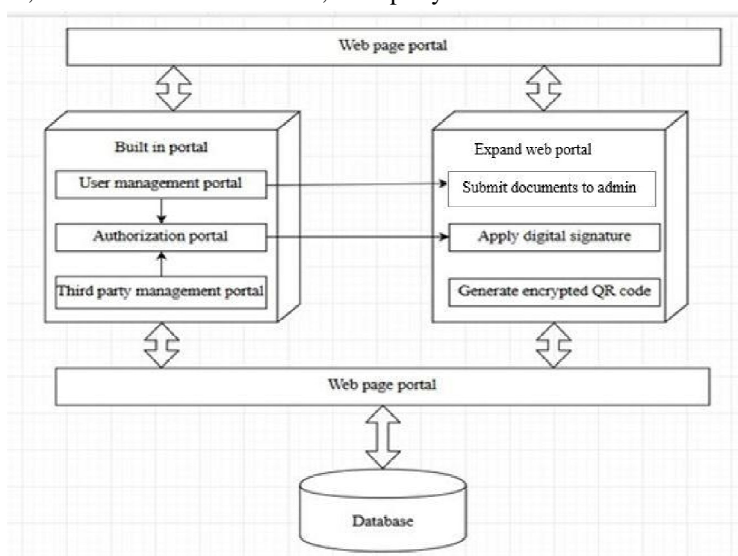 Web page portal
Built in portal
User management portal
Authorization portal
Third party management portal
Expand web portal
Submit documents to admin
Apply digital signature
Generate encrypted QR code
Web page portal
Database